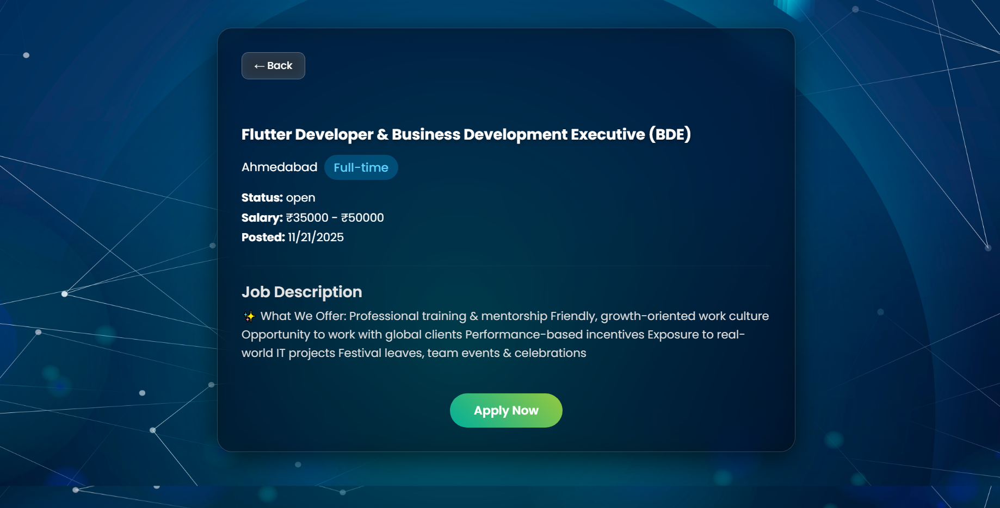 ← Back
Flutter Developer & Business Development Executive (BDE)
Ahmedabad Full-time
Status: open
Salary: ₹35000 - ₹50000
Posted: 11/21/2025
Job Description
✨ What We Offer: Professional training & mentorship Friendly, growth-oriented work culture
Opportunity to work with global clients Performance-based incentives Exposure to real-
world IT projects Festival leaves, team events & celebrations
Apply Now